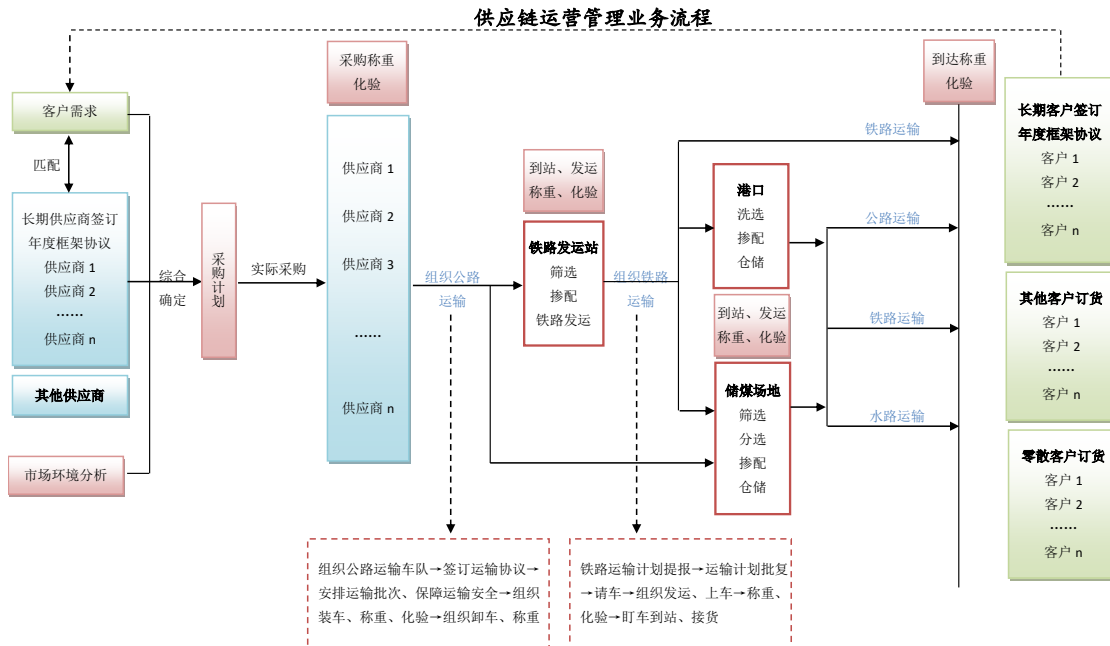 供应链运营管理业务流程
客户需求
匹配
长期供应商签订
年度框架协议
供应商 1
供应商 2
……
供应商 n
其他供应商
市场环境分析
综合
确定
采购计划
实际采购
采购称重
化验
供应商 1
供应商 2
供应商 3
……
供应商 n
组织公路
运输
到站、发运
称重、化验
铁路发运站
筛选
掺配
铁路发运
组织铁路
运输
港口
洗选
掺配
仓储
到站、发运
称重、化验
储煤场地
筛选
分选
掺配
仓储
铁路运输
公路运输
铁路运输
水路运输
到达称重
化验
长期客户签订
年度框架协议
客户 1
客户 2
……
客户 n
其他客户订货
客户 1
客户 2
……
客户 n
零散客户订货
客户 1
客户 2
……
客户 n
组织公路运输车队→签订运输协议→
安排运输批次、保障运输安全→组织
装车、称重、化验→组织卸车、称重
铁路运输计划提报→运输计划批复
→请车→组织发运、上车→称重、
化验→盯车到站、接货